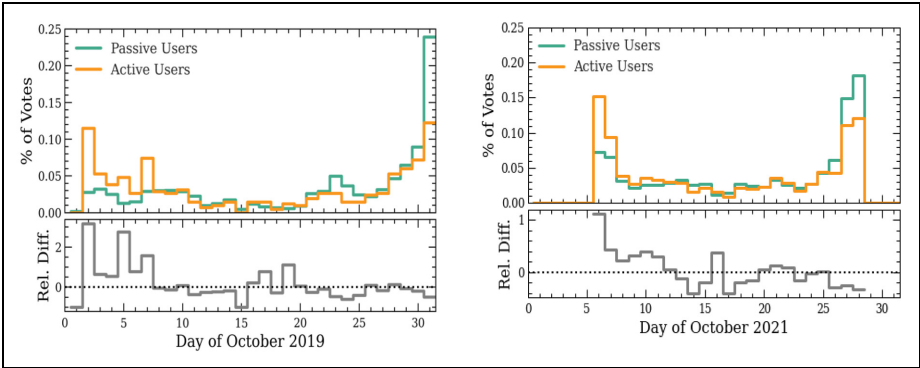 0.25
0.20
0.15
0.10
0.05
0.00
% of Votes
Passive Users
Active Users
2
0
Rel. Diff.
0 5 10 15 20 25 30
Day of October 2019
0.25
0.20
0.15
0.10
0.05
0.00
% of Votes
Passive Users
Active Users
1
0
Rel. Diff.
0 5 10 15 20 25 30
Day of October 2021